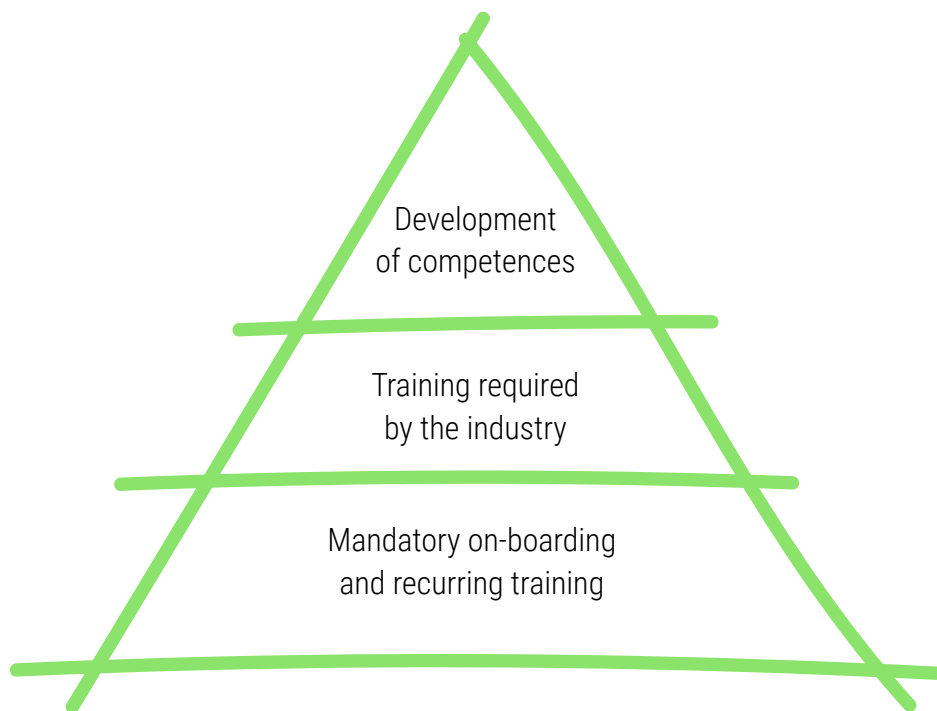 Development
of competences
Training required
by the industry
Mandatory on-boarding
and recurring training